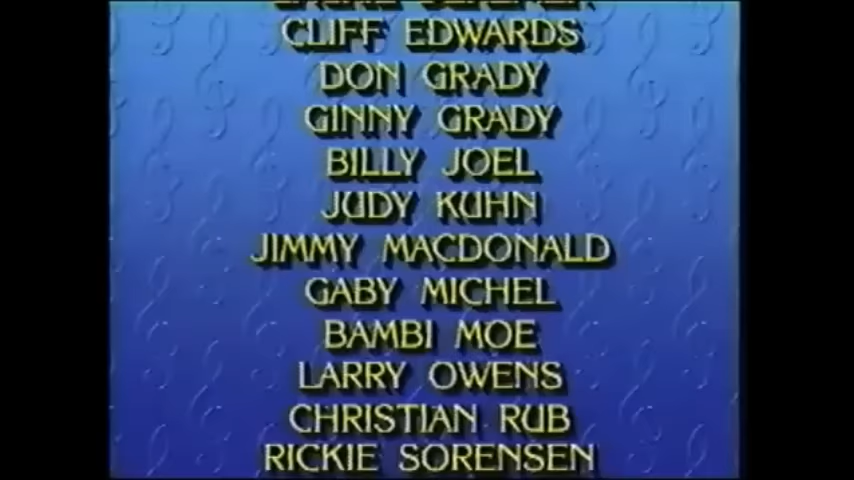 CLIFF EDWARDS
DON GRADY
GINNY GRADY
BILLY JOEL
JUDY KUHN
JIMMY MACDONALD
GABY MICHEL
BAMBI MOE
LARRY OWENS
CHRISTIAN RUB
RICKIE SORENSEN